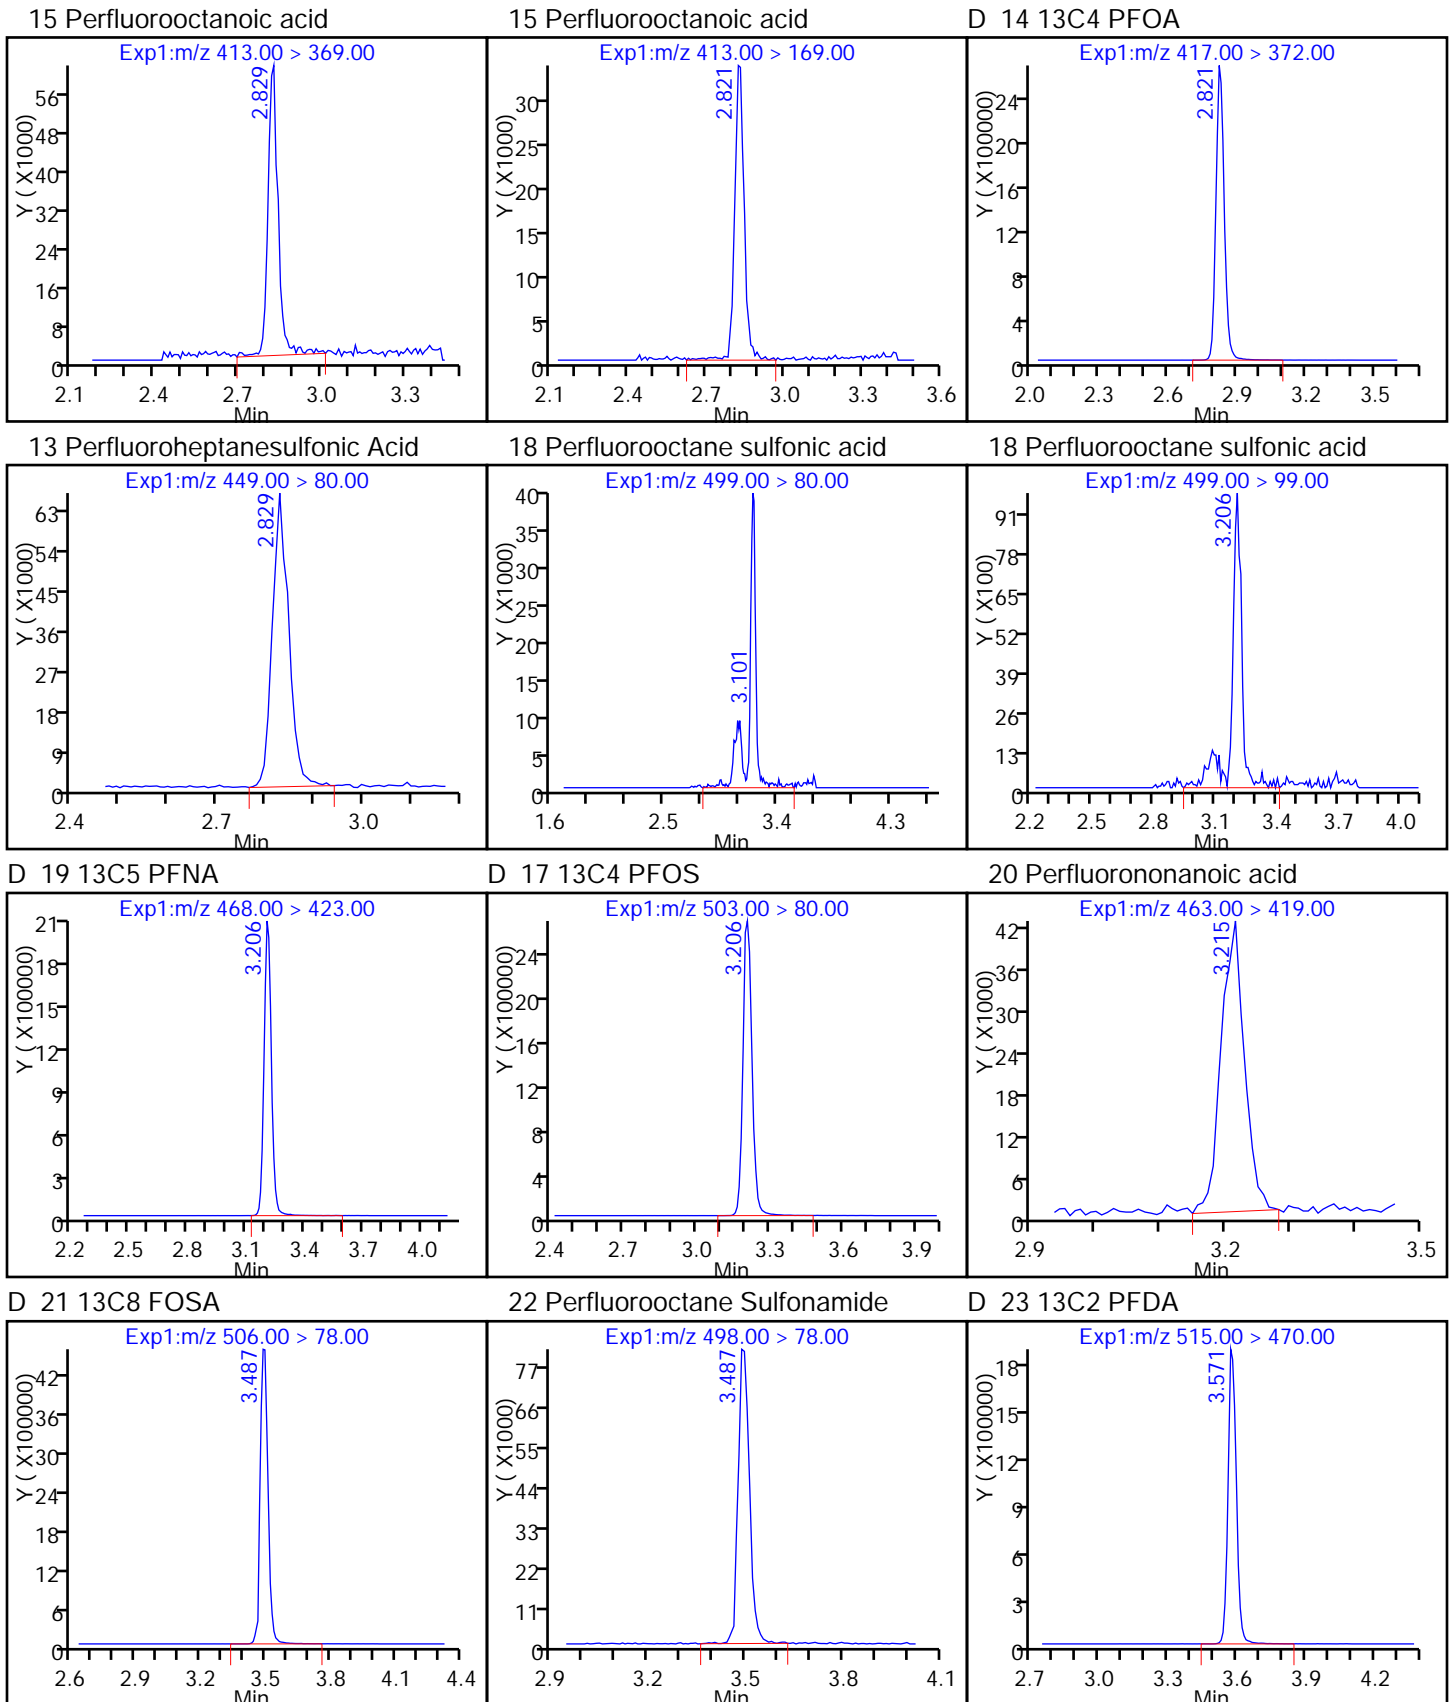 15 Perfluorooctanoic acid
Exp1:m/z 413.00 > 369.00
2.829
Y ( X1000)
56
48
40
32
24
16
8
0
2.1 2.4 2.7 3.0 3.3
Min
15 Perfluorooctanoic acid
Exp1:m/z 413.00 > 169.00
2.821
Y ( X1000)
30
25
20
15
10
5
0
2.1 2.4 2.7 3.0 3.3 3.6
Min
D 14 13C4 PFOA
Exp1:m/z 417.00 > 372.00
2.821
Y ( X100000)
24
20
16
12
8
4
0
2.0 2.3 2.6 2.9 3.2 3.5
Min
13 Perfluoroheptanesulfonic Acid
Exp1:m/z 449.00 > 80.00
2.829
Y ( X1000)
63
54
45
36
27
18
9
0
2.4 2.7 3.0
Min
18 Perfluorooctane sulfonic acid
Exp1:m/z 499.00 > 80.00
3.101
Y ( X1000)
40
35
30
25
20
15
10
5
0
1.6 2.5 3.4 4.3
Min
18 Perfluorooctane sulfonic acid
Exp1:m/z 499.00 > 99.00
3.206
Y ( X100)
91
78
65
52
39
26
13
0
2.2 2.5 2.8 3.1 3.4 3.7 4.0
Min
D 19 13C5 PFNA
Exp1:m/z 468.00 > 423.00
3.206
Y ( X100000)
21
18
15
12
9
6
3
0
2.2 2.5 2.8 3.1 3.4 3.7 4.0
Min
D 17 13C4 PFOS
Exp1:m/z 503.00 > 80.00
3.206
Y ( X100000)
24
20
16
12
8
4
0
2.4 2.7 3.0 3.3 3.6 3.9
Min
20 Perfluorononanoic acid
Exp1:m/z 463.00 > 419.00
3.215
Y ( X1000)
42
36
30
24
18
12
6
0
2.9 3.2 3.5
Min
D 21 13C8 FOSA
Exp1:m/z 506.00 > 78.00
3.487
Y ( X100000)
42
36
30
24
18
12
6
0
2.6 2.9 3.2 3.5 3.8 4.1 4.4
Min
22 Perfluorooctane Sulfonamide
Exp1:m/z 498.00 > 78.00
3.487
Y ( X1000)
77
66
55
44
33
22
11
0
2.9 3.2 3.5 3.8 4.1
Min
D 23 13C2 PFDA
Exp1:m/z 515.00 > 470.00
3.571
Y ( X100000)
18
15
12
9
6
3
0
2.7 3.0 3.3 3.6 3.9 4.2
Min